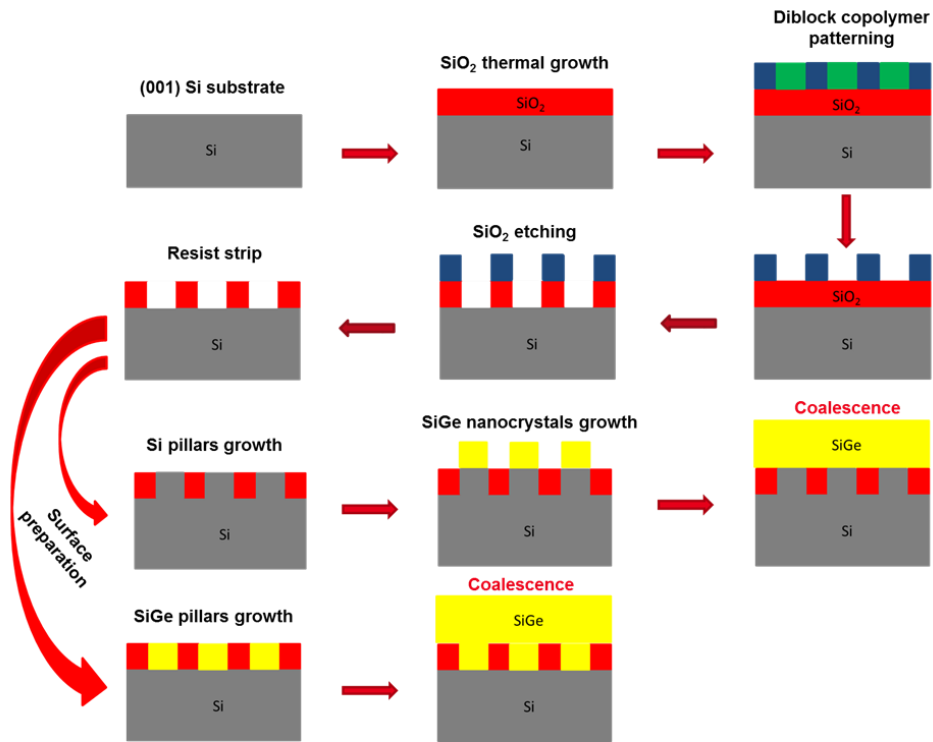 (001) Si substrate
Si
SiO₂ thermal growth
SiO₂
Si
Diblock copolymer
patterning
SiO₂
Si
Resist strip
Si
SiO₂ etching
Si
SiO₂
Si
Surface
preparation
Si pillars growth
Si
SiGe nanocrystals growth
Si
Coalescence
SiGe
Si
SiGe pillars growth
Si
Coalescence
SiGe
Si